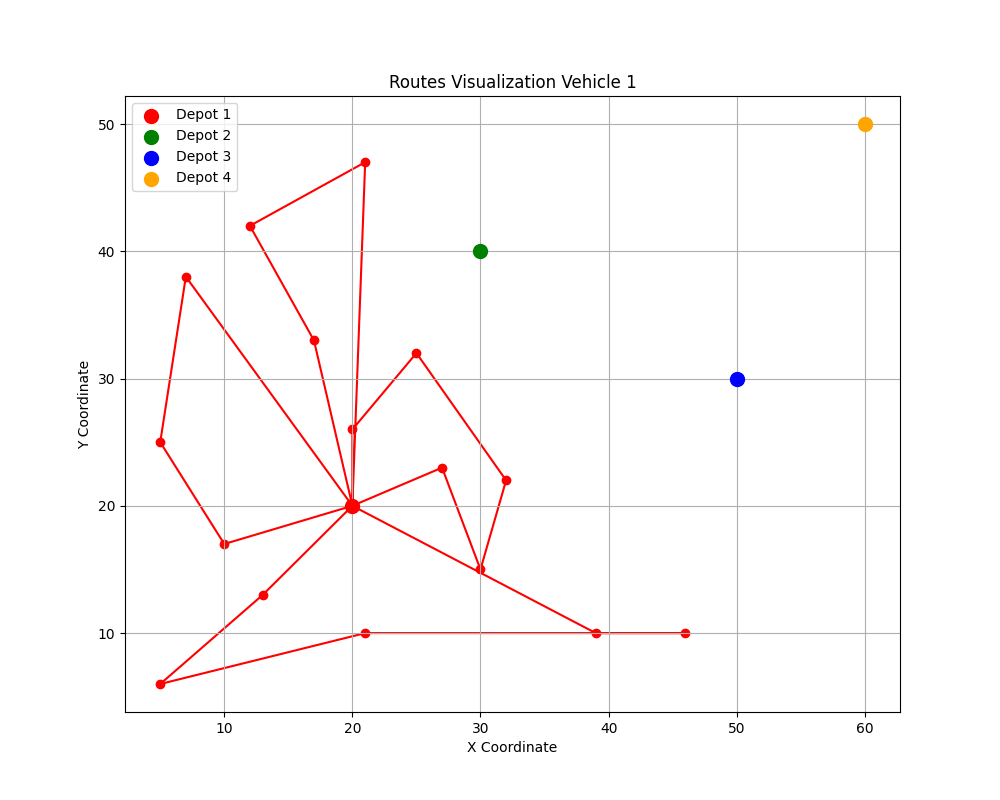 Routes Visualization Vehicle 1
Depot 1
Depot 2
Depot 3
Depot 4
Y Coordinate
50
40
30
20
10
10 20 30 40 50 60
X Coordinate